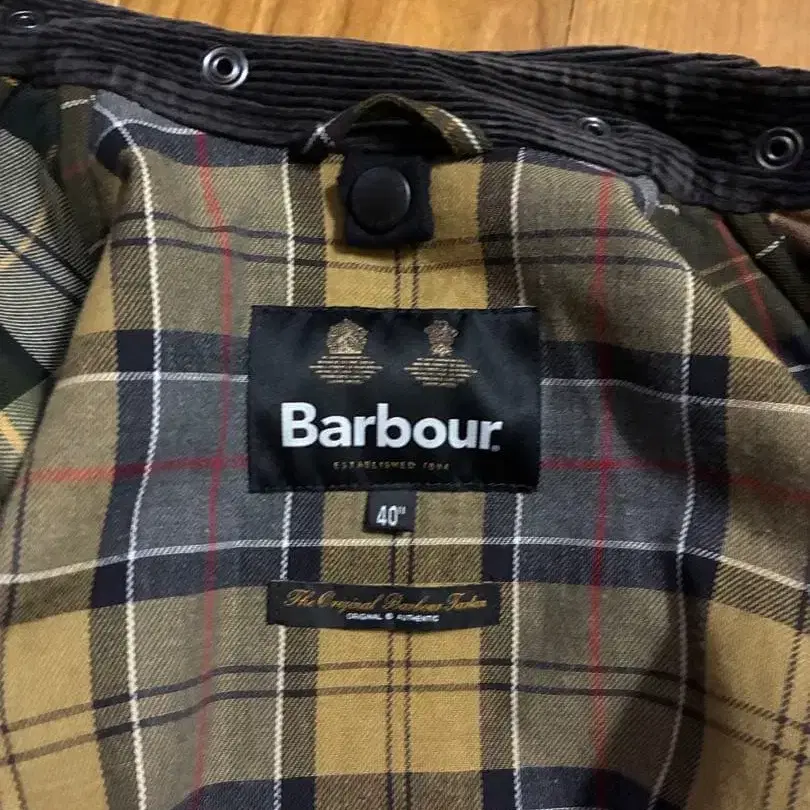 Barbour
ESTABLISHED 1894
40"
The Original Barbour Tartan
ORIGINAL & AUTHENTIC